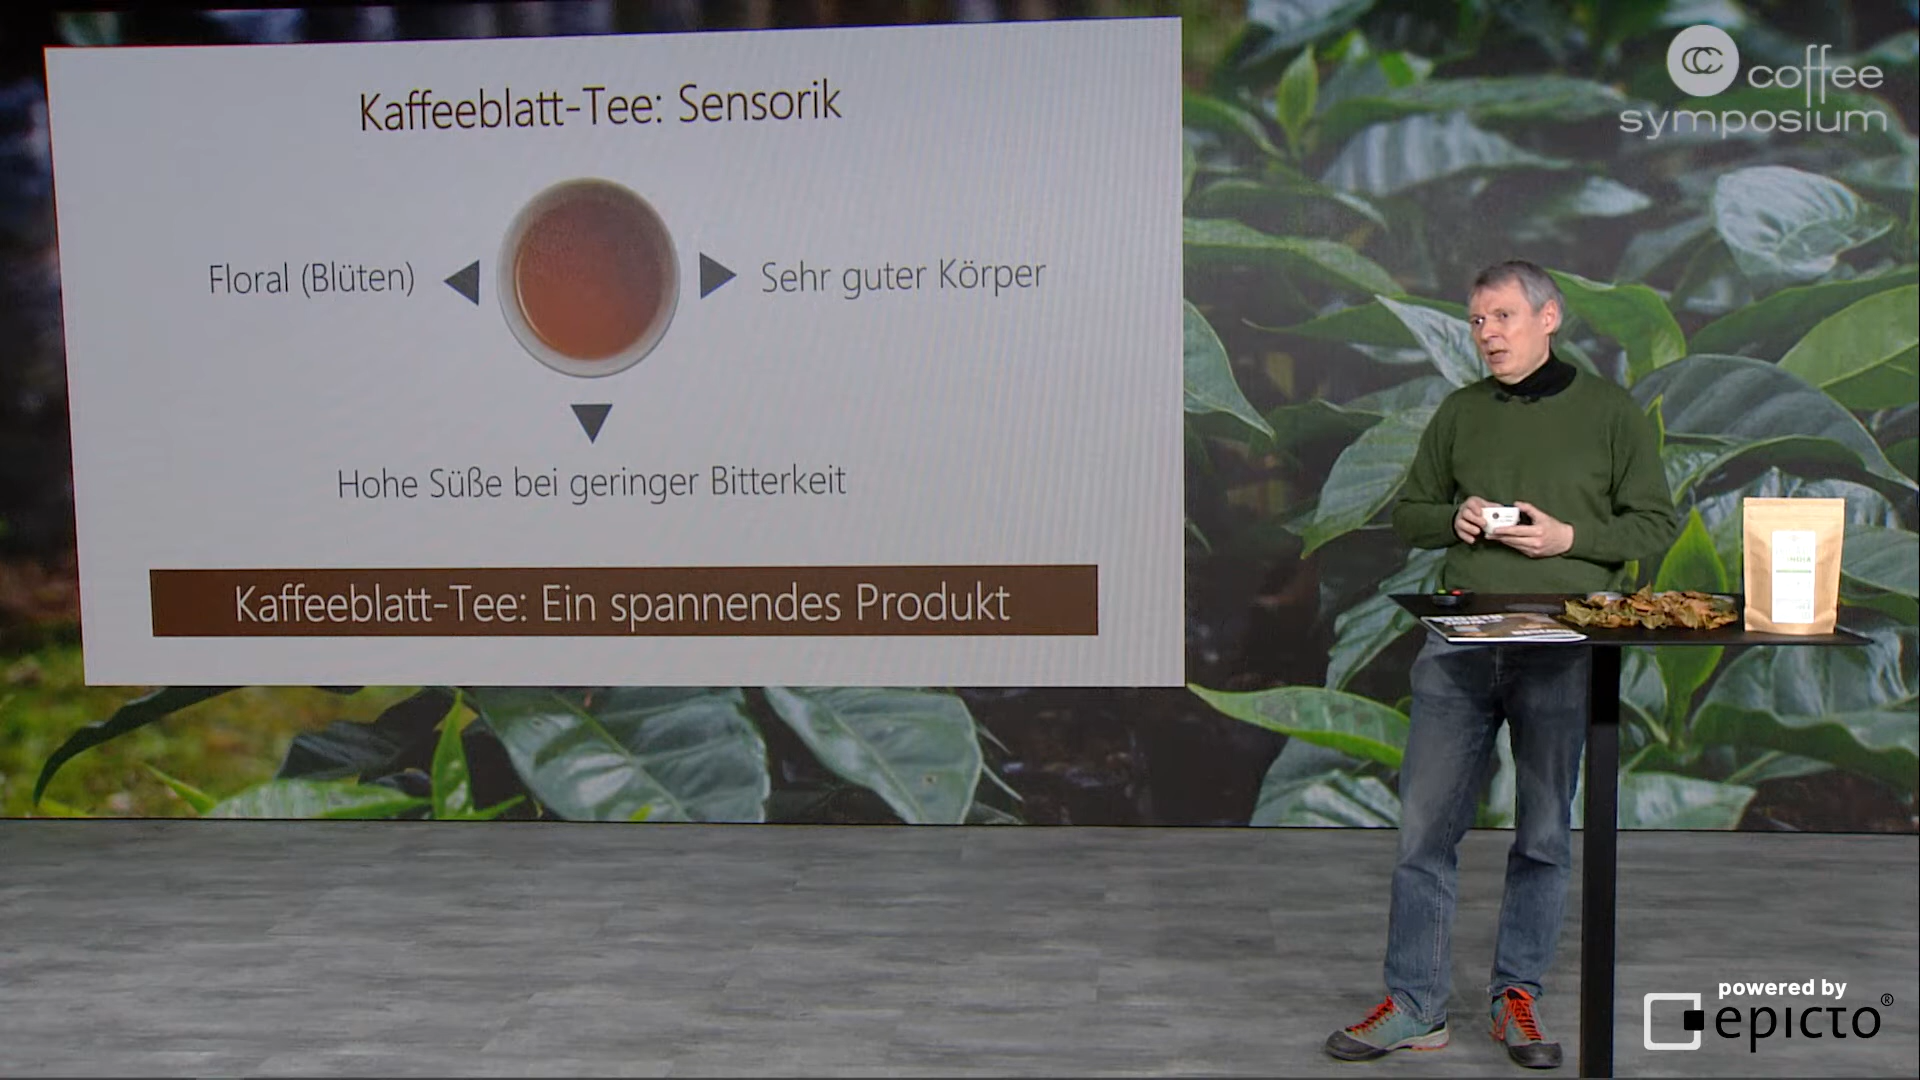 Kaffeeblatt-Tee: Sensorik
Floral (Blüten)
Sehr guter Körper
Hohe Süße bei geringer Bitterkeit
Kaffeeblatt-Tee: Ein spannendes Produkt
coffee
symposium
powered by
epicto®